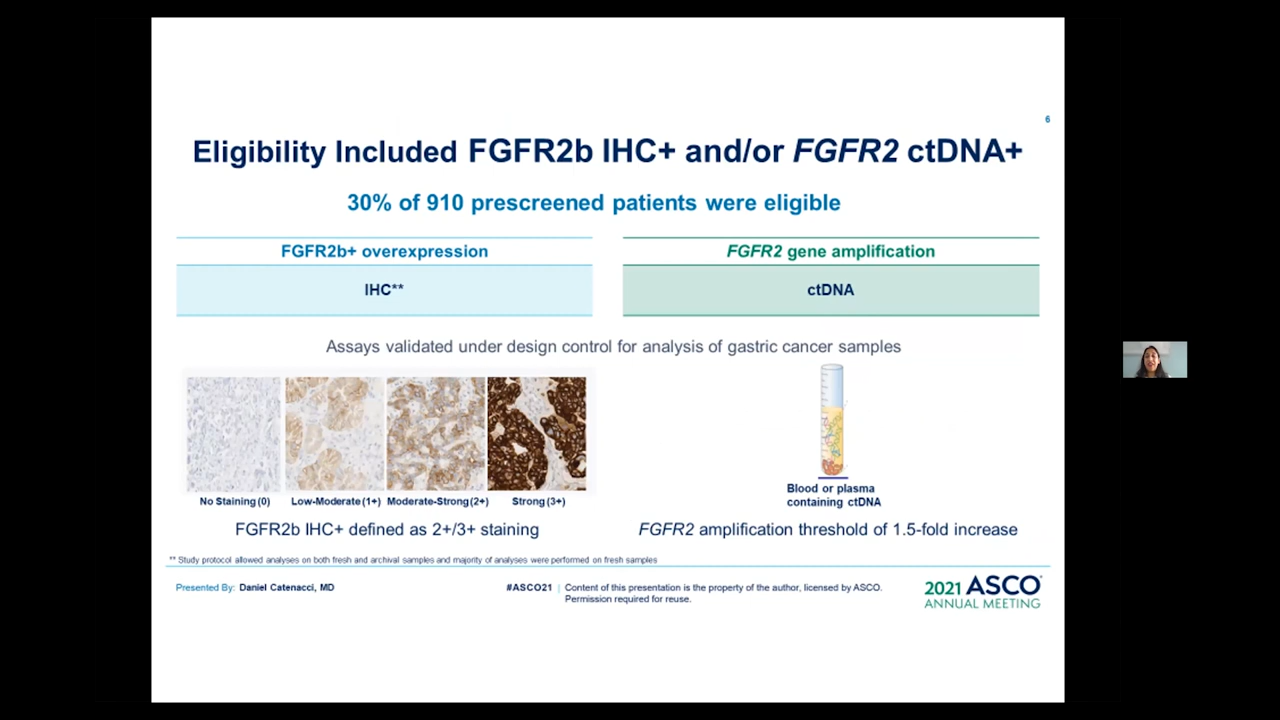 6
Eligibility Included FGFR2b IHC+ and/or FGFR2 ctDNA+
30% of 910 prescreened patients were eligible
FGFR2b+ overexpression
IHC**
FGFR2 gene amplification
ctDNA
Assays validated under design control for analysis of gastric cancer samples
No Staining (0)
Low-Moderate (1+)
Moderate-Strong (2+)
Strong (3+)
FGFR2b IHC+ defined as 2+/3+ staining
Blood or plasma
containing ctDNA
FGFR2 amplification threshold of 1.5-fold increase
** Study protocol allowed analyses on both fresh and archival samples and majority of analyses were performed on fresh samples
Presented By: Daniel Catenacci, MD
#ASCO21 | Content of this presentation is the property of the author, licensed by ASCO.
Permission required for reuse.
2021 ASCO
ANNUAL MEETING